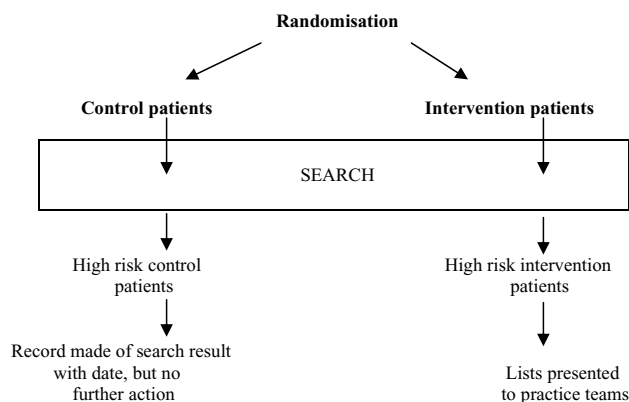 Randomisation
Control patients
Intervention patients
SEARCH
High risk control
patients
High risk intervention
patients
Record made of search result
with date, but no
further action
Lists presented
to practice teams